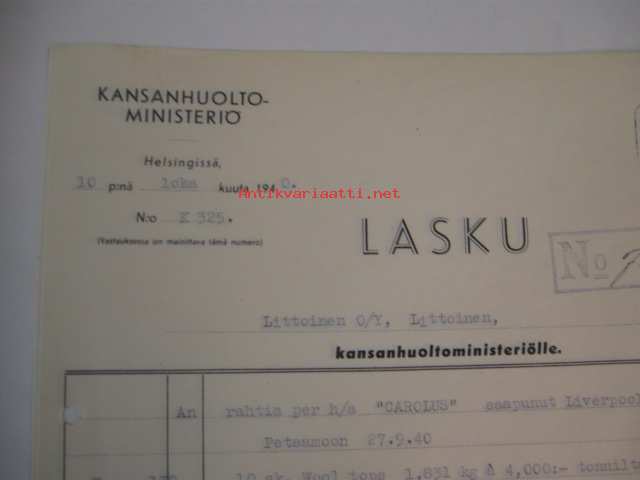 KANSANHUOLTO-
MINISTERIÖ
Helsingissä,
10 p:nä loka kuuta 1940.
Antikvariaatti.net
N:o K 325.
(Vastauksessa on mainittava tämä numero)
LASKU
No
Littoinen O/Y, Littoinen,
kansanhuoltoministeriölle.
An rahtia per h/s "CAROLUS" saapunut Liverpool
Petsamoon 27.9.40
10 sk. Wool tops 1,831 kg à 4,000:- tonnilt